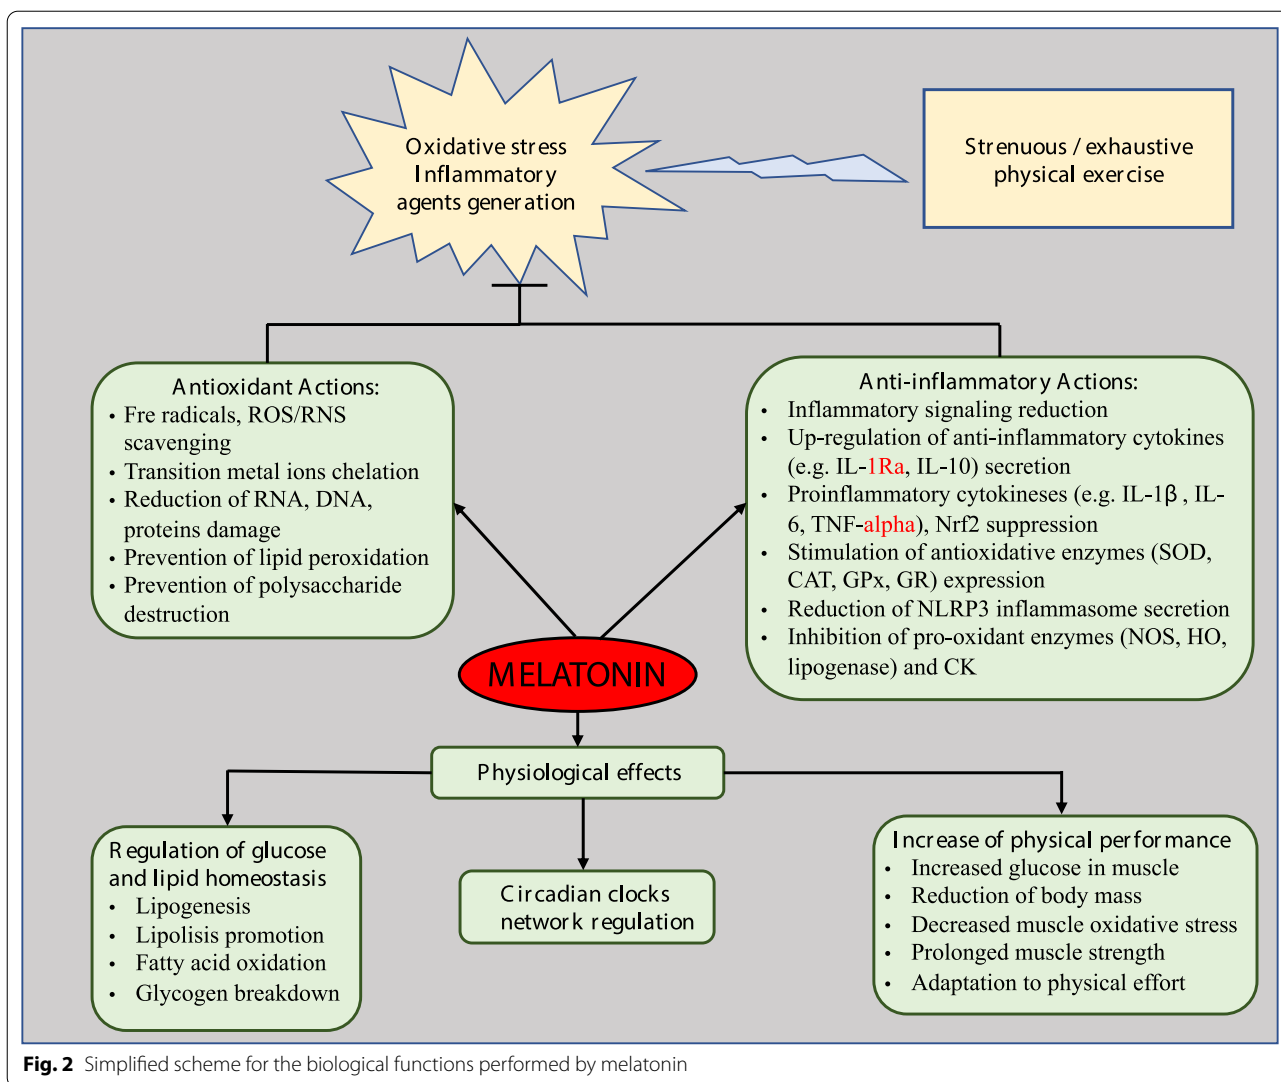 Oxidative stress
Inflammatory
agents generation
Strenuous / exhaustive
physical exercise
Antioxidant Actions:
• Fre radicals, ROS/RNS
scavenging
• Transition metal ions chelation
• Reduction of RNA, DNA,
proteins damage
• Prevention of lipid peroxidation
• Prevention of polysaccharide
destruction
Anti-inflammatory Actions:
• Inflammatory signaling reduction
• Up-regulation of anti-inflammatory cytokines
(e.g. IL-1Ra, IL-10) secretion
• Proinflammatory cytokineses (e.g. IL-1β , IL-
6, TNF-alpha), Nrf2 suppression
• Stimulation of antioxidative enzymes (SOD,
CAT, GPx, GR) expression
• Reduction of NLRP3 inflammasome secretion
• Inhibition of pro-oxidant enzymes (NOS, HO,
lipogenase) and CK
MELATONIN
Physiological effects
Regulation of glucose
and lipid homeostasis
• Lipogenesis
• Lipolisis promotion
• Fatty acid oxidation
• Glycogen breakdown
Circadian clocks
network regulation
Increase of physical performance
• Increased glucose in muscle
• Reduction of body mass
• Decreased muscle oxidative stress
• Prolonged muscle strength
• Adaptation to physical effort
Fig. 2 Simplified scheme for the biological functions performed by melatonin